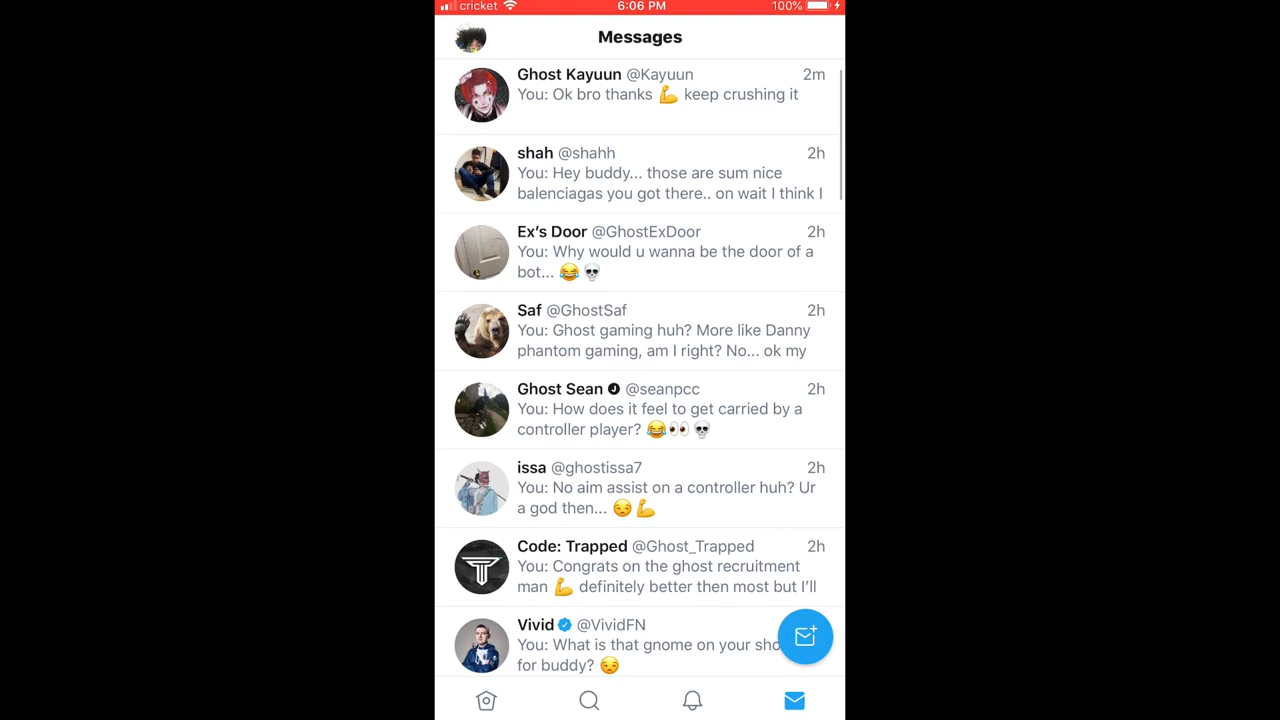 cricket 6:06 PM 100%
Messages
Ghost Kayuun @Kayuun 2m
You: Ok bro thanks 💪 keep crushing it
shah @shahh 2h
You: Hey buddy... those are sum nice
balenciagas you got there.. on wait I think I
Ex's Door @GhostExDoor 2h
You: Why would u wanna be the door of a
bot... 😂💀
Saf @GhostSaf 2h
You: Ghost gaming huh? More like Danny
phantom gaming, am I right? No... ok my
Ghost Sean @seanpcc 2h
You: How does it feel to get carried by a
controller player? 😂👀💀
issa @ghostissa7 2h
You: No aim assist on a controller huh? Ur
a god then... 😒💪
Code: Trapped @Ghost_Trapped 2h
You: Congrats on the ghost recruitment
man 💪 definitely better then most but I'll
Vivid @VividFN
You: What is that gnome on your sho
for buddy? 😒